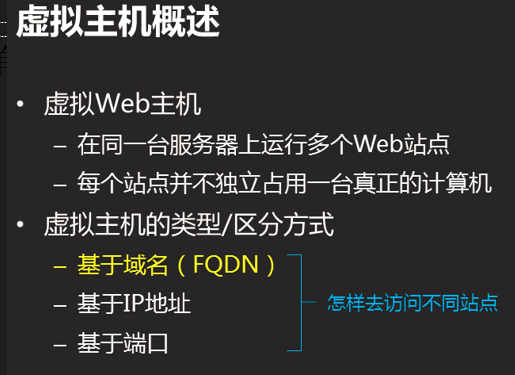 虚拟主机概述
• 虚拟Web主机
– 在同一台服务器上运行多个Web站点
– 每个站点并不独立占用一台真正的计算机
• 虚拟主机的类型/区分方式
– 基于域名（FQDN）
– 基于IP地址
– 基于端口
怎样去访问不同站点